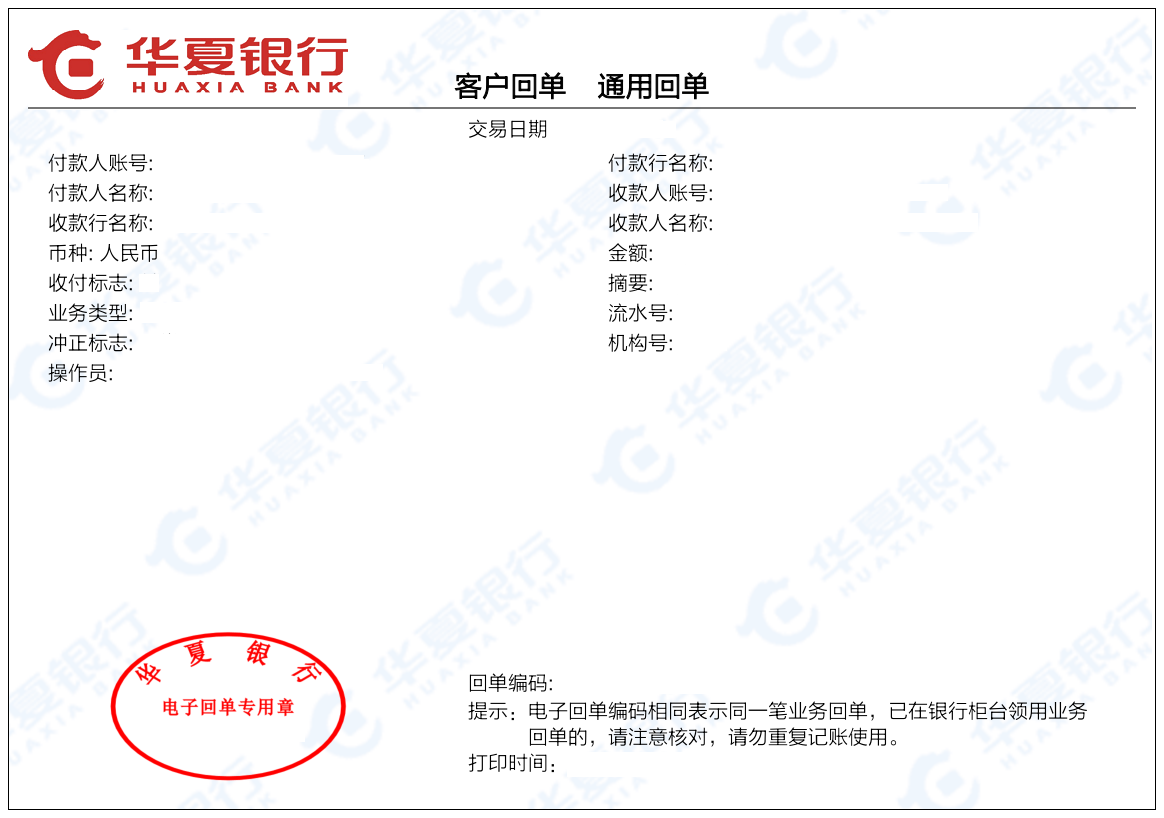 华夏银行
HUAXIA BANK
客户回单 通用回单
交易日期
付款人账号: 付款行名称:
付款人名称: 收款人账号:
收款行名称: 收款人名称:
币种: 人民币 金额:
收付标志: 摘要:
业务类型: 流水号:
冲正标志: 机构号:
操作员:
华夏银行
电子回单专用章
回单编码:
提示：电子回单编码相同表示同一笔业务回单，已在银行柜台领用业务
回单的，请注意核对，请勿重复记账使用。
打印时间：